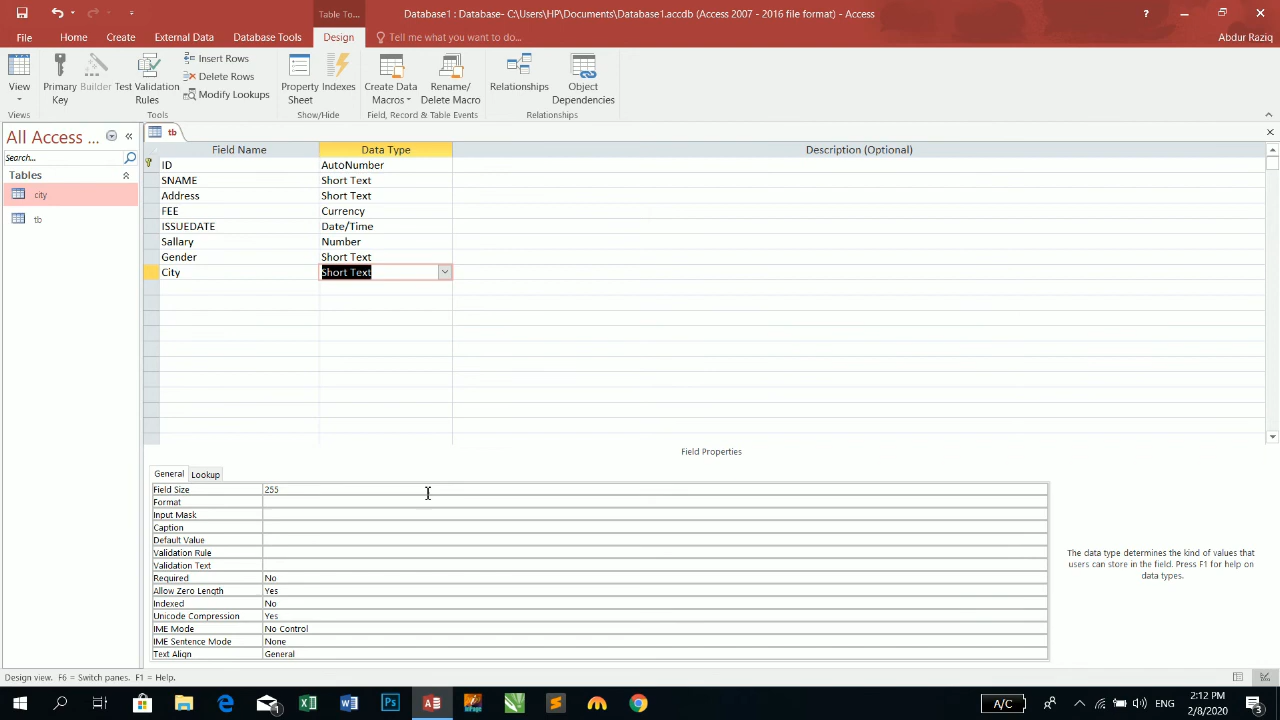 Table To...
Database1 : Database- C:\Users\HP\Documents\Database1.accdb (Access 2007 - 2016 file format) - Access
?
File
Home
Create
External Data
Database Tools
Design
Tell me what you want to do...
Abdur Raziq
View
Primary Key
Builder
Test Validation Rules
Insert Rows
Delete Rows
Modify Lookups
Property Sheet
Indexes
Create Data Macros
Rename/ Delete Macro
Relationships
Object Dependencies
Views
Tools
Show/Hide
Field, Record & Table Events
Relationships
All Access ...
Search...
Tables
city
tb
tb
Field Name Data Type Description (Optional)
ID AutoNumber
SNAME Short Text
Address Short Text
FEE Currency
ISSUEDATE Date/Time
Sallary Number
Gender Short Text
City Short Text
Field Properties
General Lookup
Field Size 255
Format
Input Mask
Caption
Default Value
Validation Rule
Validation Text
Required No
Allow Zero Length Yes
Indexed No
Unicode Compression Yes
IME Mode No Control
IME Sentence Mode None
Text Align General
The data type determines the kind of values that
users can store in the field. Press F1 for help on
data types.
Design view. F6 = Switch panes. F1 = Help.
A/C
ENG
2:12 PM
2/8/2020